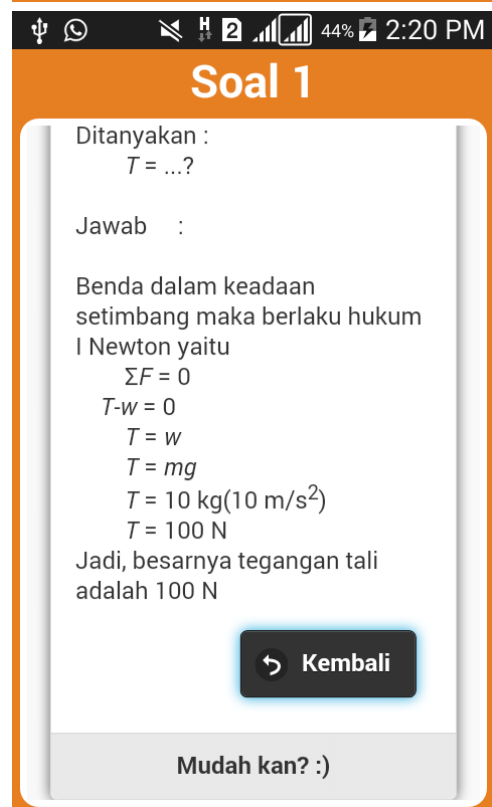 H 2 44% 2:20 PM
Soal 1
Ditanyakan :
T = ...?
Jawab :
Benda dalam keadaan
setimbang maka berlaku hukum
I Newton yaitu
ΣF = 0
T-w = 0
T = w
T = mg
T = 10 kg(10 m/s²)
T = 100 N
Jadi, besarnya tegangan tali
adalah 100 N
Kembali
Mudah kan? :)